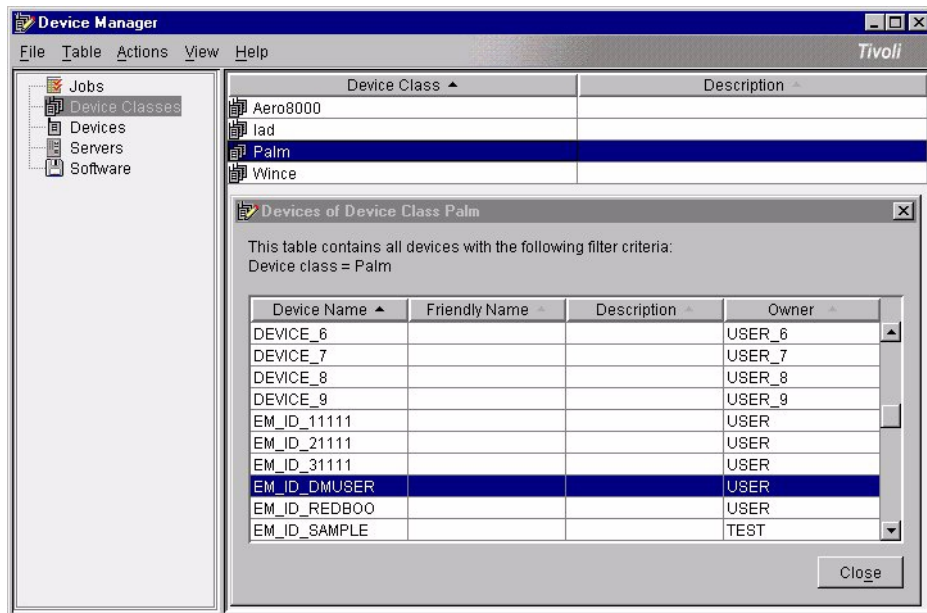 Device Manager
File Table Actions View Help Tivoli
Jobs
Device Classes
Devices
Servers
Software
Device Class Description
Aero8000
Iad
Palm
Wince
Devices of Device Class Palm
This table contains all devices with the following filter criteria:
Device class = Palm
Device Name Friendly Name Description Owner
DEVICE_6 USER_6
DEVICE_7 USER_7
DEVICE_8 USER_8
DEVICE_9 USER_9
EM_ID_11111 USER
EM_ID_21111 USER
EM_ID_31111 USER
EM_ID_DMUSER USER
EM_ID_REDBOO USER
EM_ID_SAMPLE TEST
Close